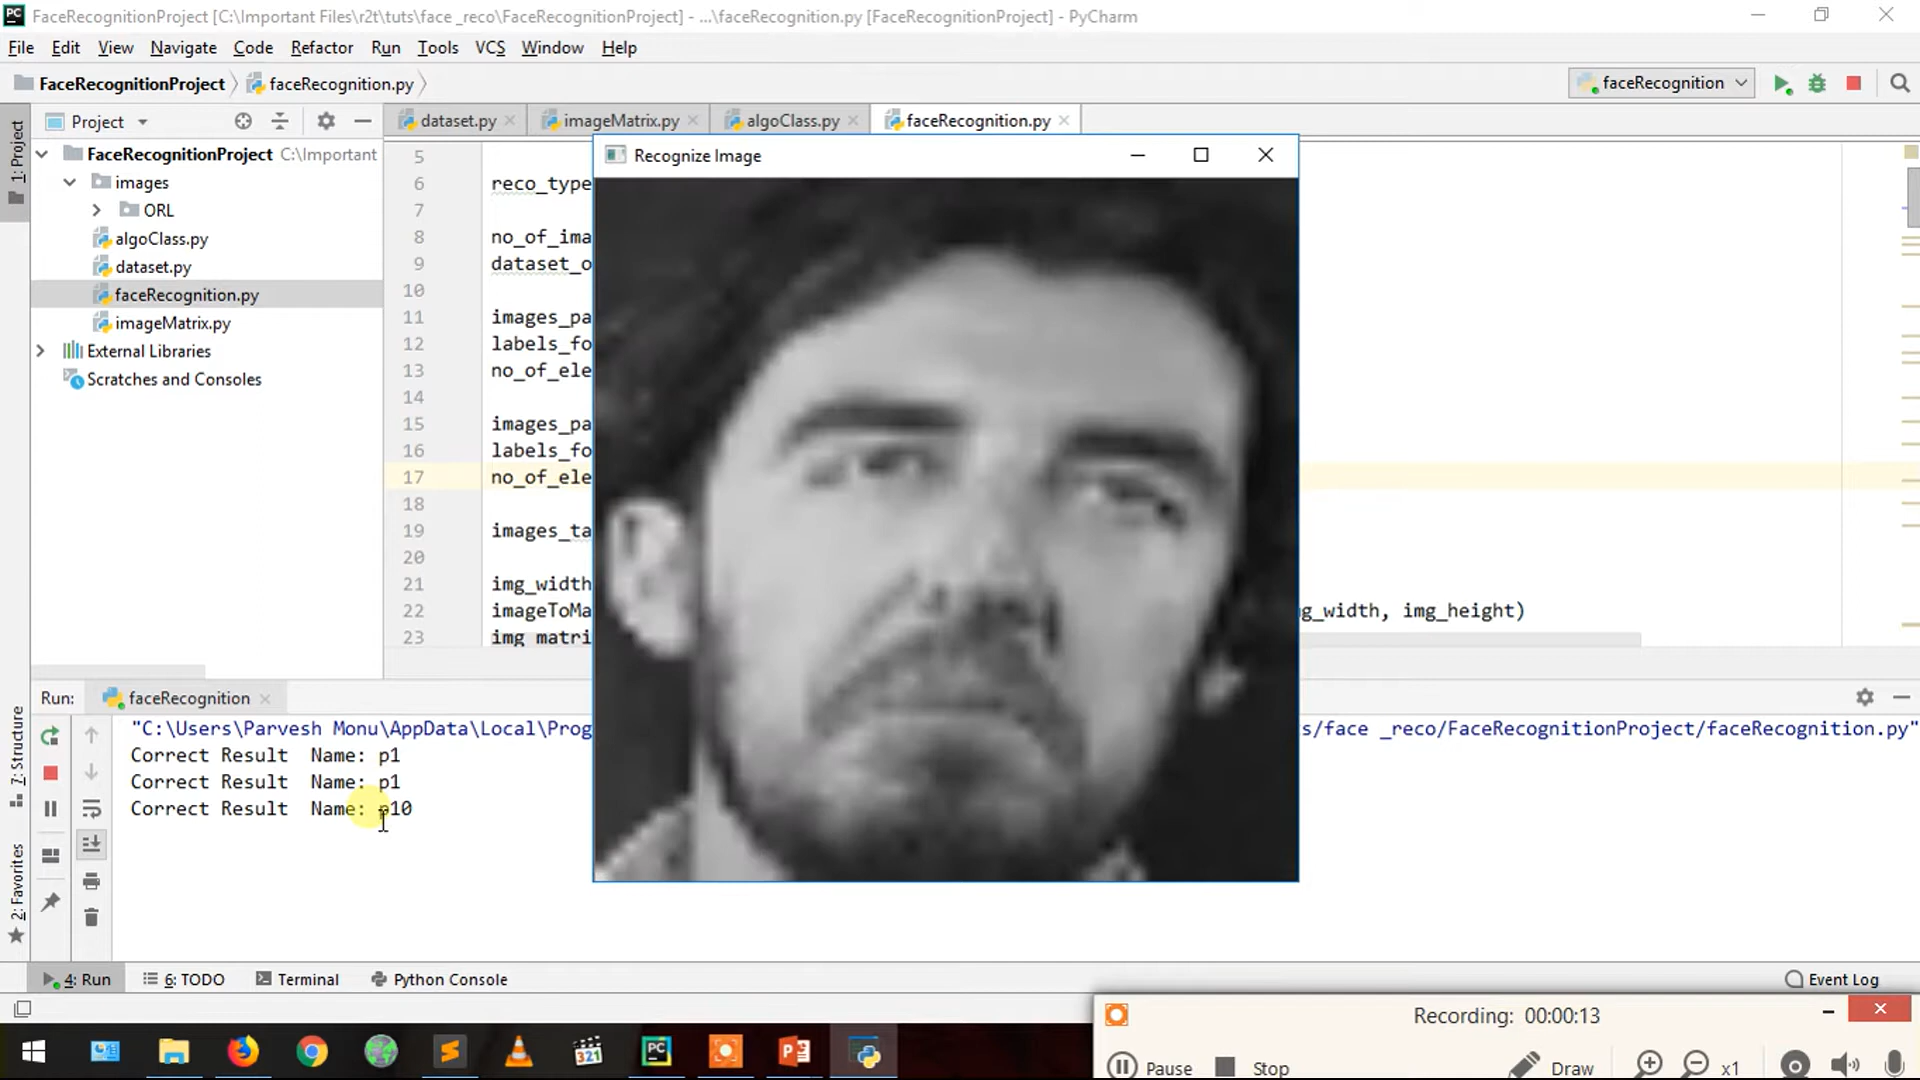 FaceRecognitionProject [C:\Important Files\r2t\tuts\face _reco\FaceRecognitionProject] - ...\faceRecognition.py [FaceRecognitionProject] - PyCharm
File Edit View Navigate Code Refactor Run Tools VCS Window Help
FaceRecognitionProject faceRecognition.py faceRecognition
1: Project
Project
dataset.py imageMatrix.py algoClass.py faceRecognition.py
FaceRecognitionProject C:\Important
images
ORL
algoClass.py
dataset.py
faceRecognition.py
imageMatrix.py
External Libraries
Scratches and Consoles
Recognize Image
5
6 reco_type
7
8 no_of_ima
9 dataset_o
10
11 images_pa
12 labels_fo
13 no_of_ele
14
15 images_pa
16 labels_fo
17 no_of_ele
18
19 images_ta
20
21 img_width
22 imageToMa g_width, img_height)
23 img matri
Run: faceRecognition
"C:\Users\Parvesh Monu\AppData\Local\Prog s/face _reco/FaceRecognitionProject/faceRecognition.py"
Correct Result Name: p1
Correct Result Name: p1
Correct Result Name: p10
7: Structure
2: Favorites
4: Run 6: TODO Terminal Python Console Event Log
Recording: 00:00:13
Pause Stop Draw x1
321
PC